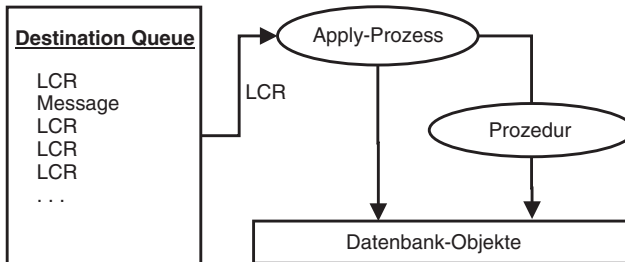 Destination Queue
LCR
Message
LCR
LCR
LCR
. . .
LCR
Apply-Prozess
Prozedur
Datenbank-Objekte